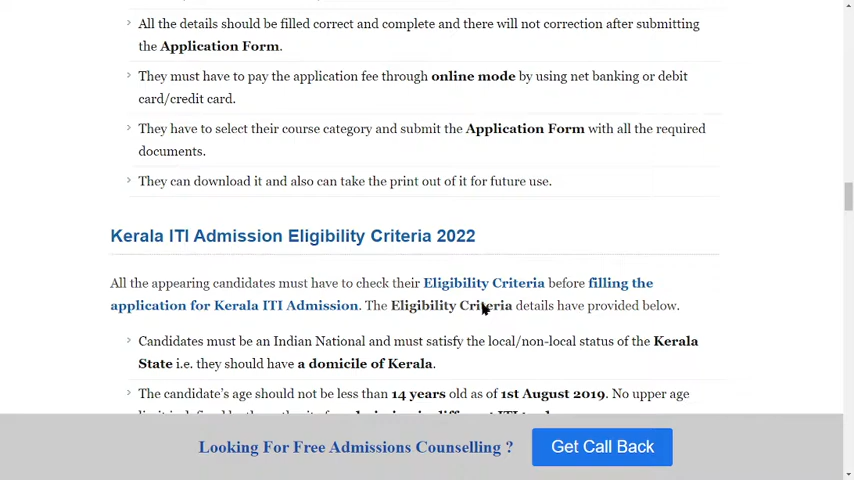 All the details should be filled correct and complete and there will not correction after submitting
the Application Form.
They must have to pay the application fee through online mode by using net banking or debit
card/credit card.
They have to select their course category and submit the Application Form with all the required
documents.
They can download it and also can take the print out of it for future use.
Kerala ITI Admission Eligibility Criteria 2022
All the appearing candidates must have to check their Eligibility Criteria before filling the
application for Kerala ITI Admission. The Eligibility Criteria details have provided below.
Candidates must be an Indian National and must satisfy the local/non-local status of the Kerala
State i.e. they should have a domicile of Kerala.
The candidate's age should not be less than 14 years old as of 1st August 2019. No upper age
Looking For Free Admissions Counselling ?
Get Call Back